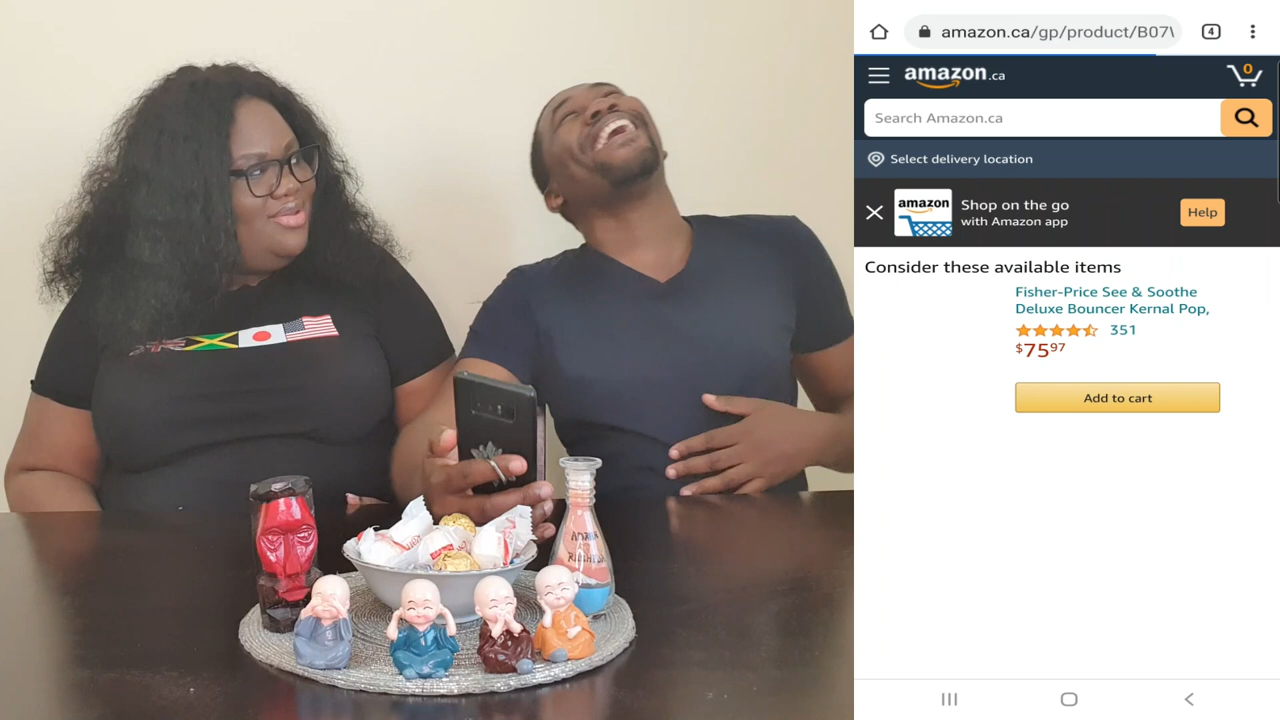 amazon.ca/gp/product/B07
4
amazon.ca
0
Search Amazon.ca
Select delivery location
amazon
Shop on the go
with Amazon app
Help
Consider these available items
Fisher-Price See & Soothe
Deluxe Bouncer Kernal Pop,
351
$75 97
Add to cart